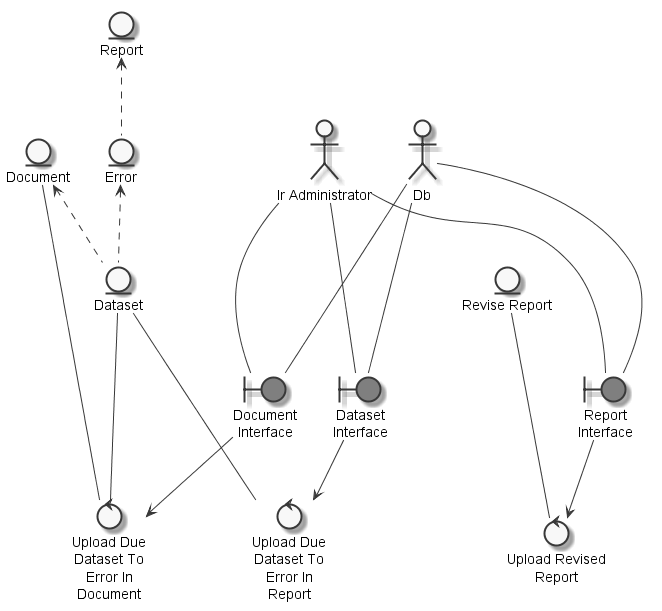 Report
Document
Error
Ir Administrator
Db
Dataset
Revise Report
Document
Interface
Dataset
Interface
Report
Interface
Upload Due
Dataset To
Error In
Document
Upload Due
Dataset To
Error In
Report
Upload Revised
Report